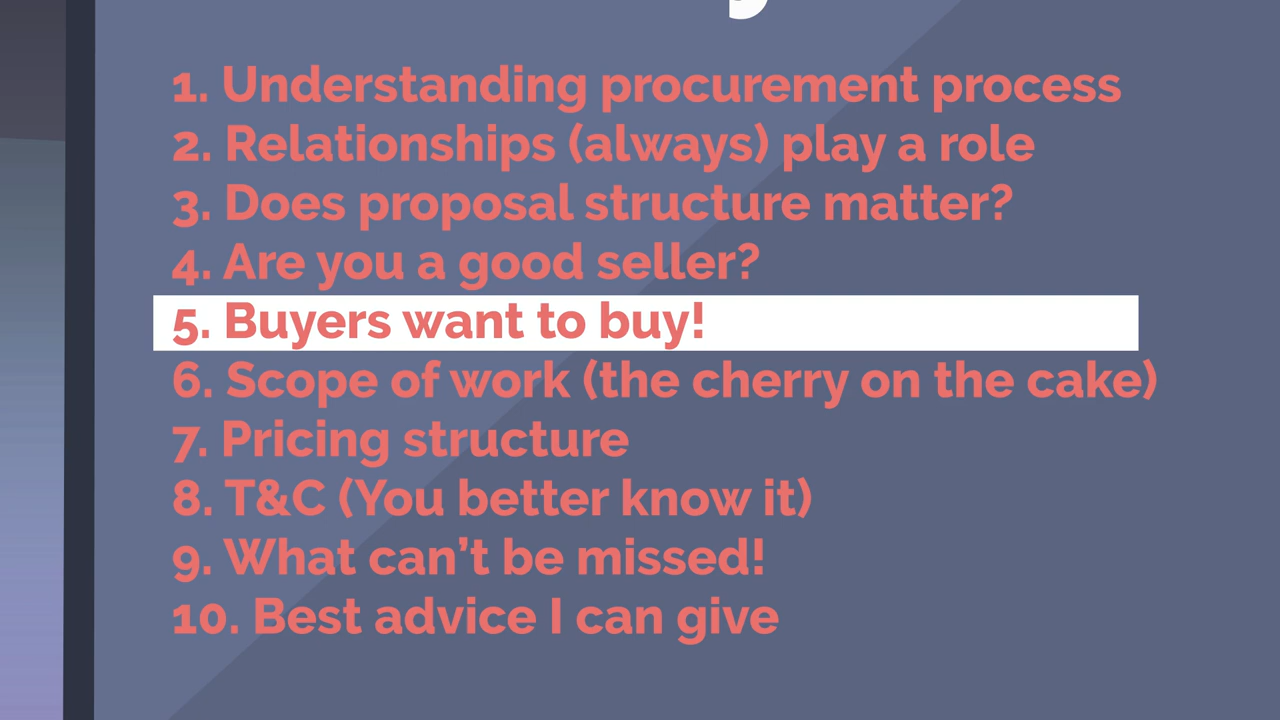 1. Understanding procurement process
2. Relationships (always) play a role
3. Does proposal structure matter?
4. Are you a good seller?
5. Buyers want to buy!
6. Scope of work (the cherry on the cake)
7. Pricing structure
8. T&C (You better know it)
9. What can’t be missed!
10. Best advice I can give